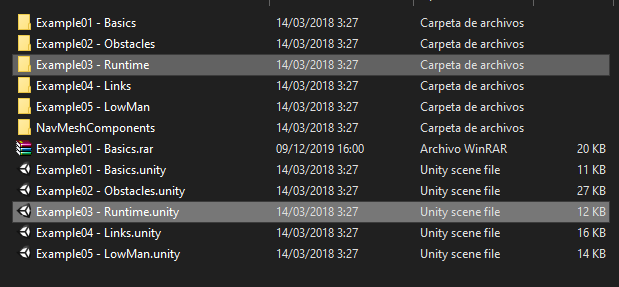 Example01 - Basics 14/03/2018 3:27 Carpeta de archivos
Example02 - Obstacles 14/03/2018 3:27 Carpeta de archivos
Example03 - Runtime 14/03/2018 3:27 Carpeta de archivos
Example04 - Links 14/03/2018 3:27 Carpeta de archivos
Example05 - LowMan 14/03/2018 3:27 Carpeta de archivos
NavMeshComponents 14/03/2018 3:27 Carpeta de archivos
Example01 - Basics.rar 09/12/2019 16:00 Archivo WinRAR 20 KB
Example01 - Basics.unity 14/03/2018 3:27 Unity scene file 11 KB
Example02 - Obstacles.unity 14/03/2018 3:27 Unity scene file 27 KB
Example03 - Runtime.unity 14/03/2018 3:27 Unity scene file 12 KB
Example04 - Links.unity 14/03/2018 3:27 Unity scene file 16 KB
Example05 - LowMan.unity 14/03/2018 3:27 Unity scene file 14 KB